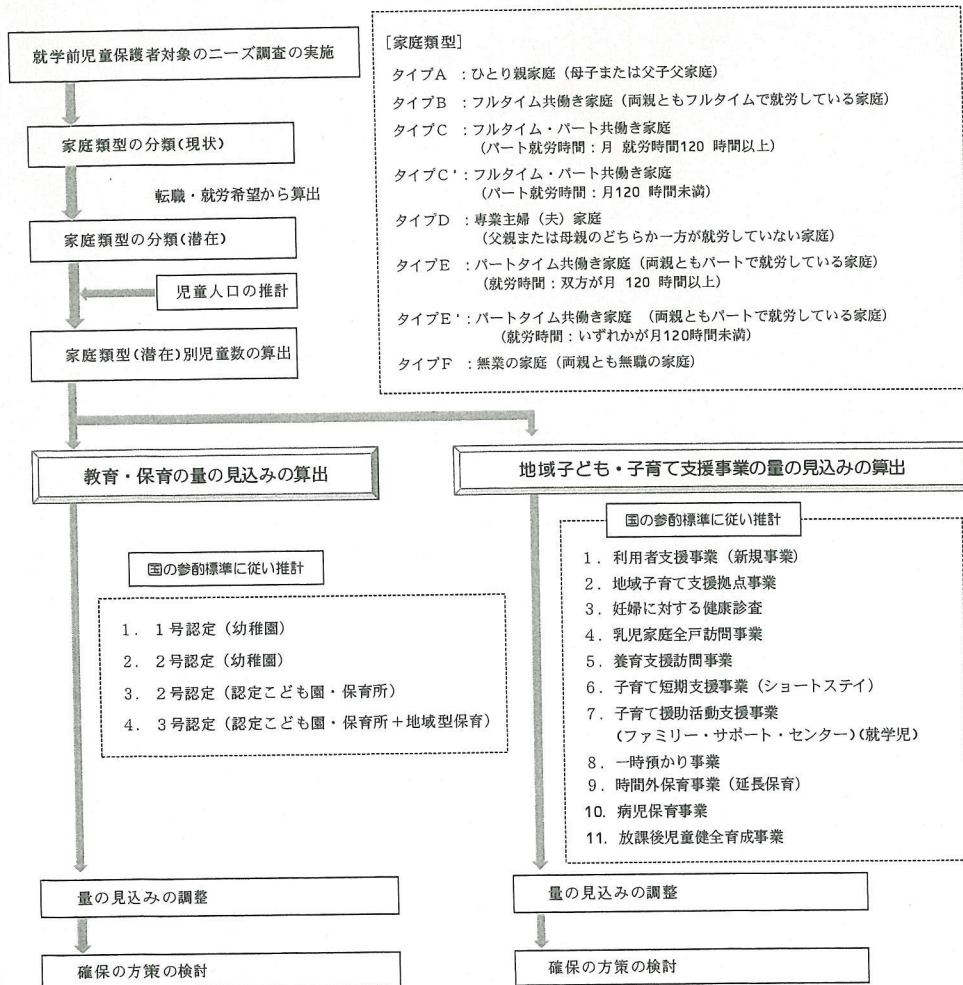 就学前児童保護者対象のニーズ調査の実施
家庭類型の分類(現状)
転職・就労希望から算出
家庭類型の分類(潜在)
児童人口の推計
家庭類型(潜在)別児童数の算出
[家庭類型]
タイプA ：ひとり親家庭（母子または父子父家庭）
タイプB ：フルタイム共働き家庭（両親ともフルタイムで就労している家庭）
タイプC ：フルタイム・パート共働き家庭
（パート就労時間：月 就労時間120 時間以上）
タイプC'：フルタイム・パート共働き家庭
（パート就労時間：月120 時間未満）
タイプD ：専業主婦（夫）家庭
（父親または母親のどちらか一方が就労していない家庭）
タイプE ：パートタイム共働き家庭（両親ともパートで就労している家庭）
（就労時間：双方が月 120 時間以上）
タイプE'：パートタイム共働き家庭 （両親ともパートで就労している家庭）
（就労時間：いずれかが月120時間未満）
タイプF ：無業の家庭（両親とも無職の家庭）
教育・保育の量の見込みの算出
国の参酌標準に従い推計
1. 1号認定（幼稚園）
2. 2号認定（幼稚園）
3. 2号認定（認定こども園・保育所）
4. 3号認定（認定こども園・保育所＋地域型保育）
量の見込みの調整
確保の方策の検討
地域子ども・子育て支援事業の量の見込みの算出
国の参酌標準に従い推計
1. 利用者支援事業（新規事業）
2. 地域子育て支援拠点事業
3. 妊婦に対する健康診査
4. 乳児家庭全戸訪問事業
5. 養育支援訪問事業
6. 子育て短期支援事業（ショートステイ）
7. 子育て援助活動支援事業
(ファミリー・サポート・センター)(就学児)
8. 一時預かり事業
9. 時間外保育事業（延長保育）
10. 病児保育事業
11. 放課後児童健全育成事業
量の見込みの調整
確保の方策の検討